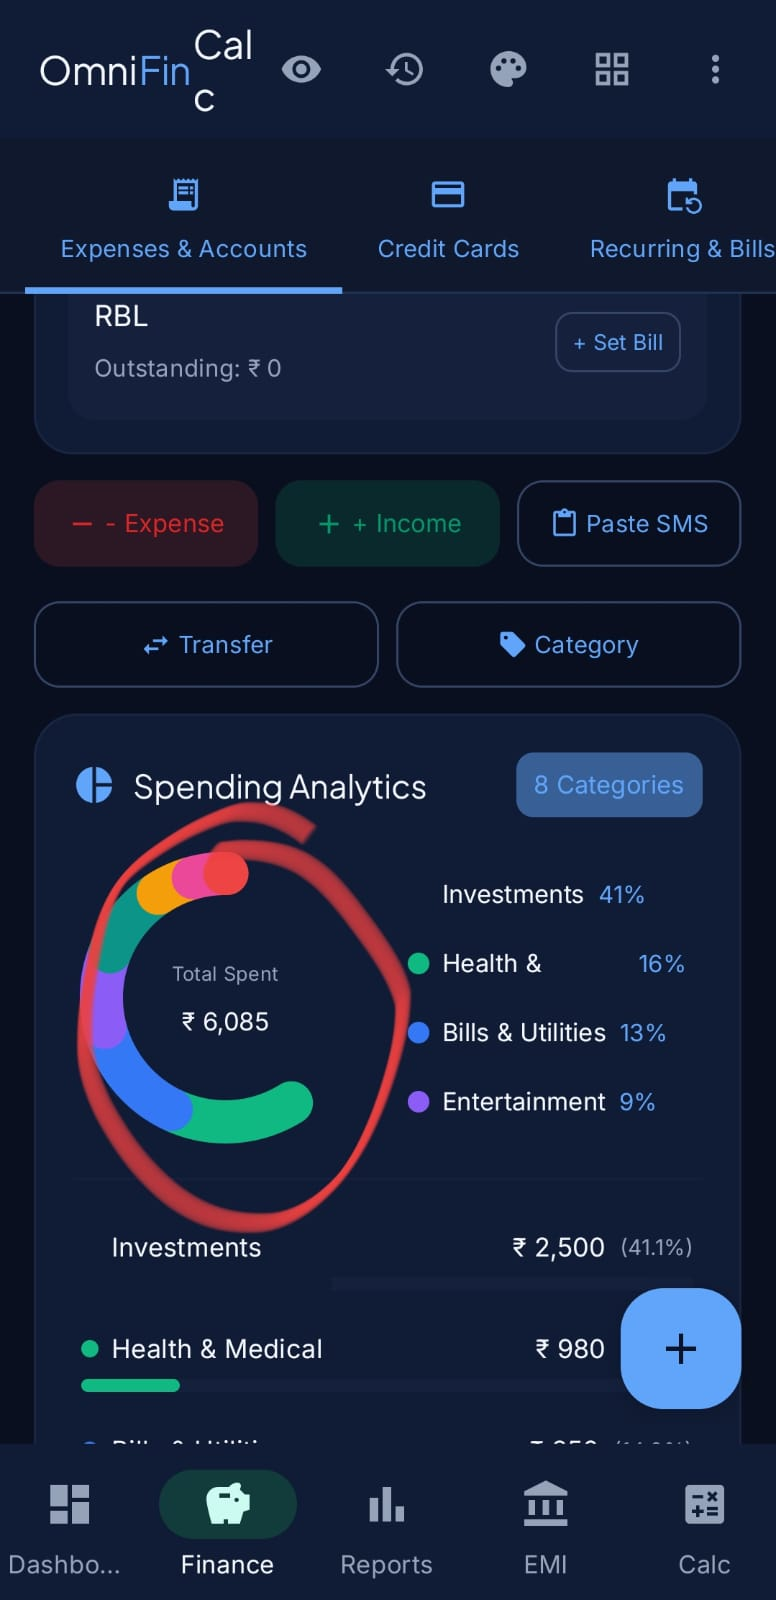 OmniFin Calc
Expenses & Accounts
Credit Cards
Recurring & Bills
RBL
Outstanding: ₹ 0
+ Set Bill
- Expense
+ Income
Paste SMS
Transfer
Category
Spending Analytics
8 Categories
Total Spent
₹ 6,085
Investments 41%
Health & 16%
Bills & Utilities 13%
Entertainment 9%
Investments ₹ 2,500 (41.1%)
Health & Medical ₹ 980
Dashbo...
Finance
Reports
EMI
Calc